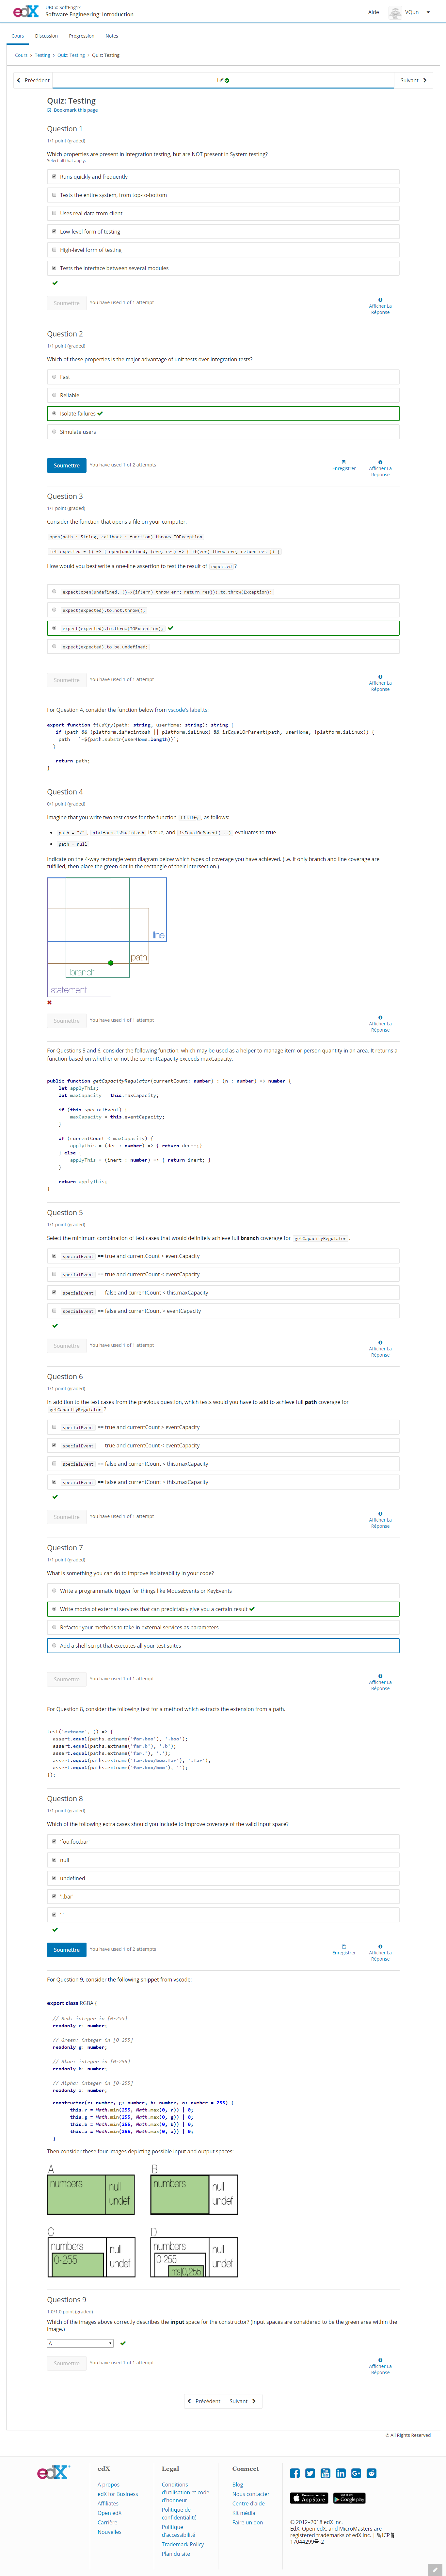 edX
UBCx: SoftEng1x
Software Engineering: Introduction
Aide
VQun
Cours
Discussion
Progression
Notes
Cours > Testing > Quiz: Testing > Quiz: Testing
Précédent
Suivant
Quiz: Testing
Bookmark this page
Question 1
1/1 point (graded)
Which properties are present in Integration testing, but are NOT present in System testing?
Select all that apply.
Runs quickly and frequently
Tests the entire system, from top-to-bottom
Uses real data from client
Low-level form of testing
High-level form of testing
Tests the interface between several modules
Soumettre
You have used 1 of 1 attempt
Afficher La
Réponse
Question 2
1/1 point (graded)
Which of these properties is the major advantage of unit tests over integration tests?
Fast
Reliable
Isolate failures
Simulate users
Soumettre
You have used 1 of 2 attempts
Enregistrer
Afficher La
Réponse
Question 3
1/1 point (graded)
Consider the function that opens a file on your computer.
open(path : String, callback : function) throws IOException
let expected = () => { open(undefined, (err, res) => { if(err) throw err; return res }) }
How would you best write a one-line assertion to test the result of expected ?
expect(open(undefined, ()=>{if(err) throw err; return res})).to.throw(Exception);
expect(expected).to.not.throw();
expect(expected).to.throw(IOException);
expect(expected).to.be.undefined;
Soumettre
You have used 1 of 1 attempt
Afficher La
Réponse
For Question 4, consider the function below from vscode's label.ts:
export function tildify(path: string, userHome: string): string {
if (path && (platform.isMacintosh || platform.isLinux) && isEqualOrParent(path, userHome, !platform.isLinux)) {
path = `~${path.substr(userHome.length)}`;
}
return path;
}
Question 4
0/1 point (graded)
Imagine that you write two test cases for the function tildify , as follows:
path = "/" , platform.isMacintosh is true, and isEqualOrParent(...) evaluates to true
path = null
Indicate on the 4-way rectangle venn diagram below which types of coverage you have achieved. (i.e. if only branch and line coverage are
fulfilled, then place the green dot in the rectangle of their intersection.)
line
path
branch
statement
Soumettre
You have used 1 of 1 attempt
Afficher La
Réponse
For Questions 5 and 6, consider the following function, which may be used as a helper to manage item or person quantity in an area. It returns a
function based on whether or not the currentCapacity exceeds maxCapacity.
public function getCapacityRegulator(currentCount: number) : (n : number) => number {
let applyThis;
let maxCapacity = this.maxCapacity;
if (this.specialEvent) {
maxCapacity = this.eventCapacity;
}
if (currentCount < maxCapacity) {
applyThis = (dec : number) => { return dec--;}
} else {
applyThis = (inert : number) => { return inert; }
}
return applyThis;
}
Question 5
1/1 point (graded)
Select the minimum combination of test cases that would definitely achieve full branch coverage for getCapacityRegulator .
specialEvent == true and currentCount > eventCapacity
specialEvent == true and currentCount < eventCapacity
specialEvent == false and currentCount < this.maxCapacity
specialEvent == false and currentCount = eventCapacity
Soumettre
You have used 1 of 1 attempt
Afficher La
Réponse
Question 6
1/1 point (graded)
In addition to the test cases from the previous question, which tests would you have to add to achieve full path coverage for
getCapacityRegulator ?
specialEvent == true and currentCount = eventCapacity
specialEvent == true and currentCount < eventCapacity
specialEvent == false and currentCount < this.maxCapacity
specialEvent == false and currentCount > this.maxCapacity
Soumettre
You have used 1 of 1 attempt
Afficher La
Réponse
Question 7
1/1 point (graded)
What is something you can do to improve isolateability in your code?
Write a programmatic trigger for things like MouseEvents or KeyEvents
Write mocks of external services that can predictably give you a certain result
Refactor your methods to take in external services as parameters
Add a shell script that executies all your test suites
Soumettre
You have used 1 of 1 attempt
Afficher La
Réponse
For Question 8, consider the following test for a method which extracts the extension from a path.
test('extname', () => {
assert.equal(paths.extname('far.boo'), '.boo');
assert.equal(paths.extname('far.b'), '.b');
assert.equal(paths.extname('far.'), '.');
assert.equal(paths.extname('far.boo/boo.far'), '.far');
assert.equal(paths.extname('far.boo/boo'), '');
});
Question 8
1/1 point (graded)
Which of the following extra cases should you include to improve coverage of the valid input space?
'foo.foo.bar'
null
undefined
'\'.bar'
' '
Soumettre
You have used 1 of 2 attempts
Enregistrer
Afficher La
Réponse
For Question 9, consider the following snippet from vscode:
export class RGBA {
// Red: integer in [0-255]
readonly r: number;
// Green: integer in [0-255]
readonly g: number;
// Blue: integer in [0-255]
readonly b: number;
// Alpha: integer in [0-255]
readonly a: number;
constructor(r: number, g: number, b: number, a: number = 255) {
this.r = Math.min(255, Math.max(0, r)) | 0;
this.g = Math.min(255, Math.max(0, g)) | 0;
this.b = Math.min(255, Math.max(0, b)) | 0;
this.a = Math.min(255, Math.max(0, a)) | 0;
}
Then consider these four images depicting possible input and output spaces:
A
numbers
null
undef
B
numbers
null
undef
C
numbers
0-255
null
undef
D
numbers
0-255
ints[0,255]
null
undef
Questions 9
1.0/1.0 point (graded)
Which of the images above correctly describes the input space for the constructor? (Input spaces are considered to be the green area within the
image.)
A
Soumettre
You have used 1 of 1 attempt
Afficher La
Réponse
Précédent
Suivant
© All Rights Reserved
edX
edX
A propos
edX for Business
Affiliates
Open edX
Carrière
Nouvelles
Legal
Conditions
d'utilisation et code
d'honneur
Politique de
confidentialité
Politique
d'accessibilité
Trademark Policy
Plan du site
Connect
Blog
Nous contacter
Centre d'aide
Kit média
Faire un don
App Store
Google Play
© 2012–2018 edX Inc.
EdX, Open edX, and MicroMasters are
registered trademarks of edX Inc. | 粤ICP备
17044299号-2